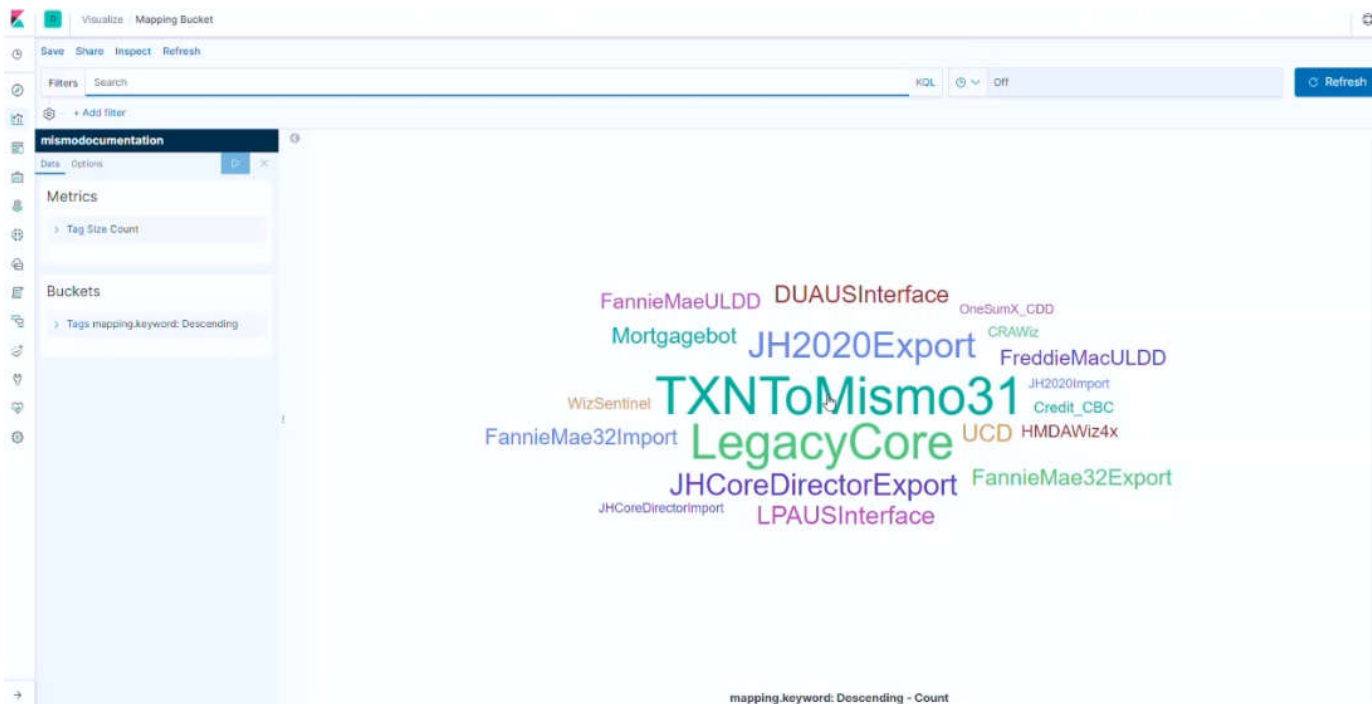 D Visualize Mapping Bucket
Save Share Inspect Refresh
Filters Search KQL Off Refresh
+ Add filter
mismodocumentation
Data Options
Metrics
> Tag Size Count
Buckets
> Tags mapping.keyword: Descending
FannieMaeULDD DUAUSInterface OneSumX_CDD
Mortgagebot JH2020Export CRAWiz
FreddieMacULDD
WizSentinel TXNToMismo31 JH2020Import
Credit_CBC
FannieMae32Import LegacyCore UCD HMDAWiz4x
JHCoreDirectorExport FannieMae32Export
JHCoreDirectorImport LPAUSInterface
mapping.keyword: Descending - Count